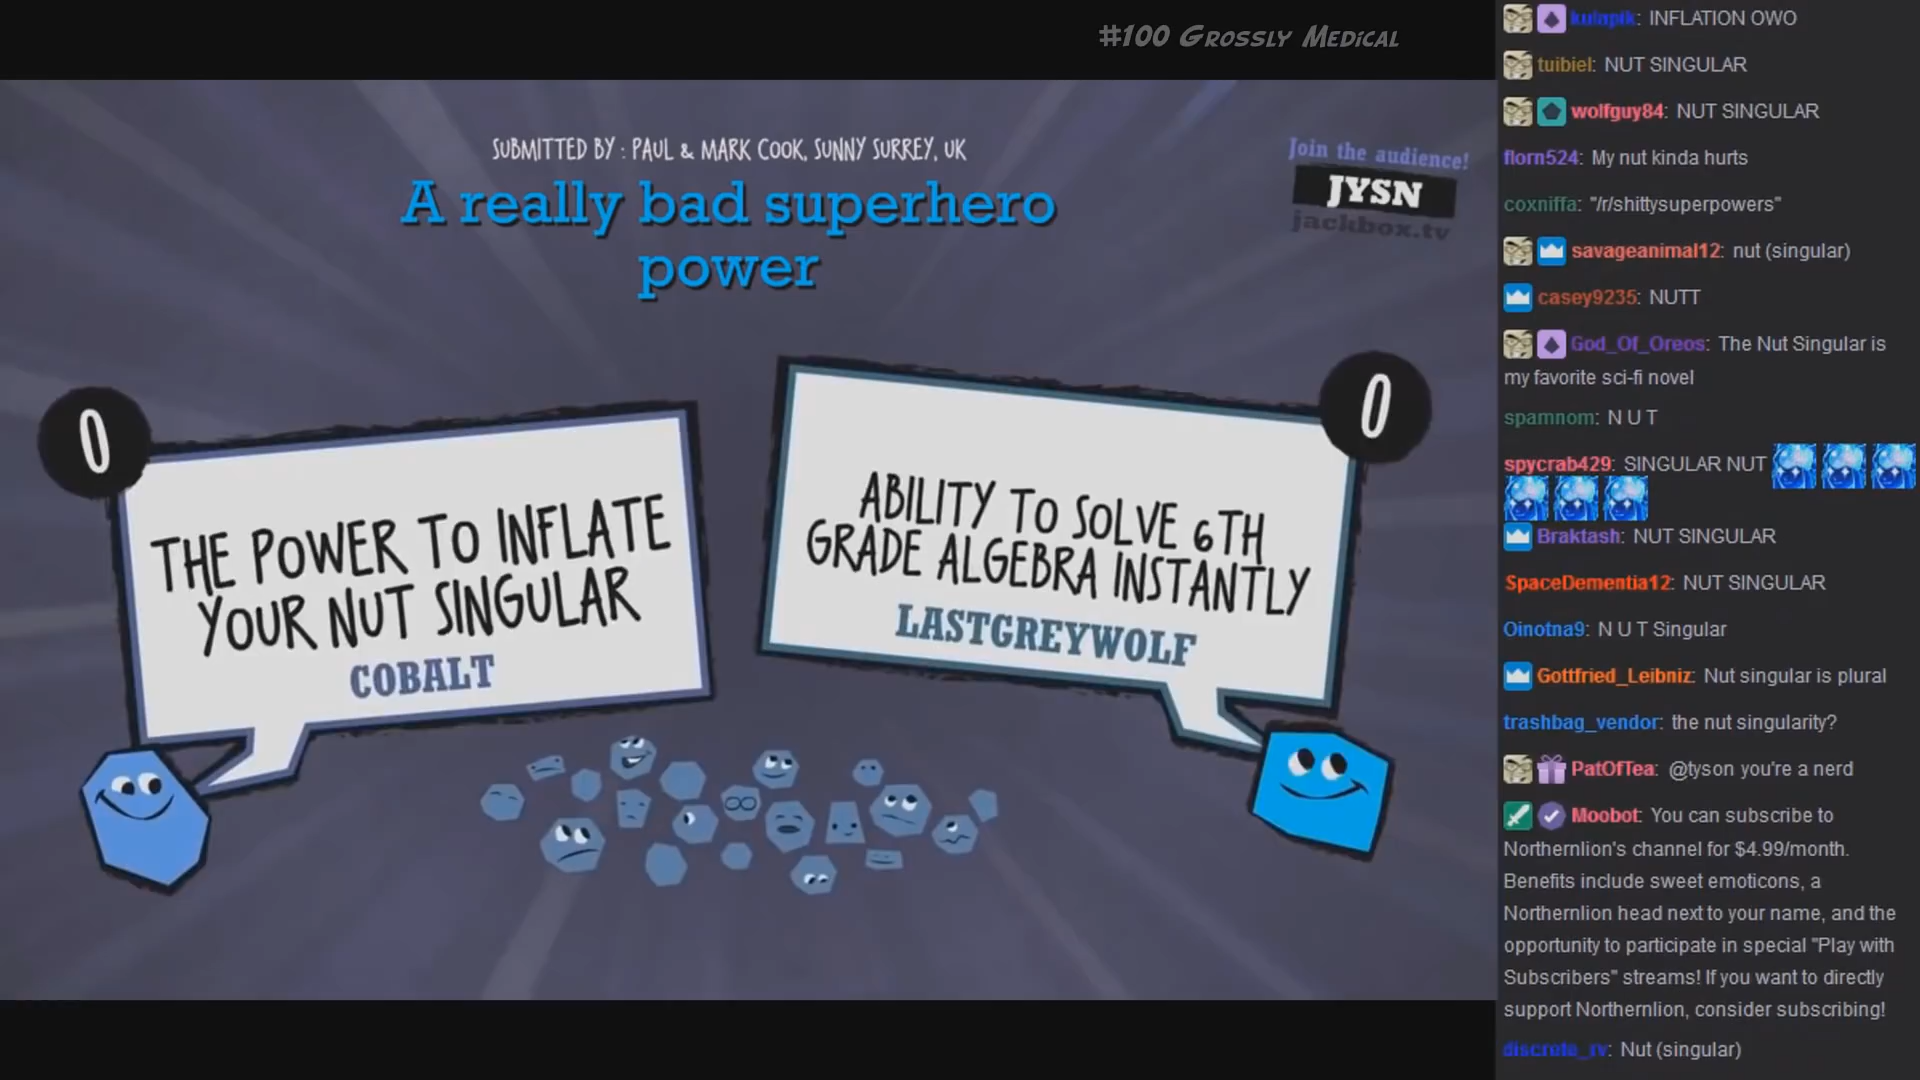 #100 Grossly Medical
SUBMITTED BY : PAUL & MARK COOK, SUNNY SURREY, UK
A really bad superhero
power
Join the audience!
JYSN
jackbox.tv
0
THE POWER TO INFLATE
YOUR NUT SINGULAR
COBALT
0
ABILITY TO SOLVE 6TH
GRADE ALGEBRA INSTANTLY
LASTGREYWOLF
kulnpik: INFLATION OWO
tuibiel: NUT SINGULAR
wolfguy84: NUT SINGULAR
florn524: My nut kinda hurts
coxniffa: "/r/shittysuperpowers"
savageanimal12: nut (singular)
casey9235: NUTT
God_Of_Oreos: The Nut Singular is
my favorite sci-fi novel
spamnom: N U T
spycrab429: SINGULAR NUT
Braktash: NUT SINGULAR
SpaceDementia12: NUT SINGULAR
Oinotna9: N U T Singular
Gottfried_Leibniz: Nut singular is plural
trashbag_vendor: the nut singularity?
PatOfTea: @tyson you're a nerd
Moobot: You can subscribe to
Northernlion's channel for $4.99/month.
Benefits include sweet emoticons, a
Northernlion head next to your name, and the
opportunity to participate in special "Play with
Subscribers" streams! If you want to directly
support Northernlion, consider subscribing!
discrete_rv: Nut (singular)